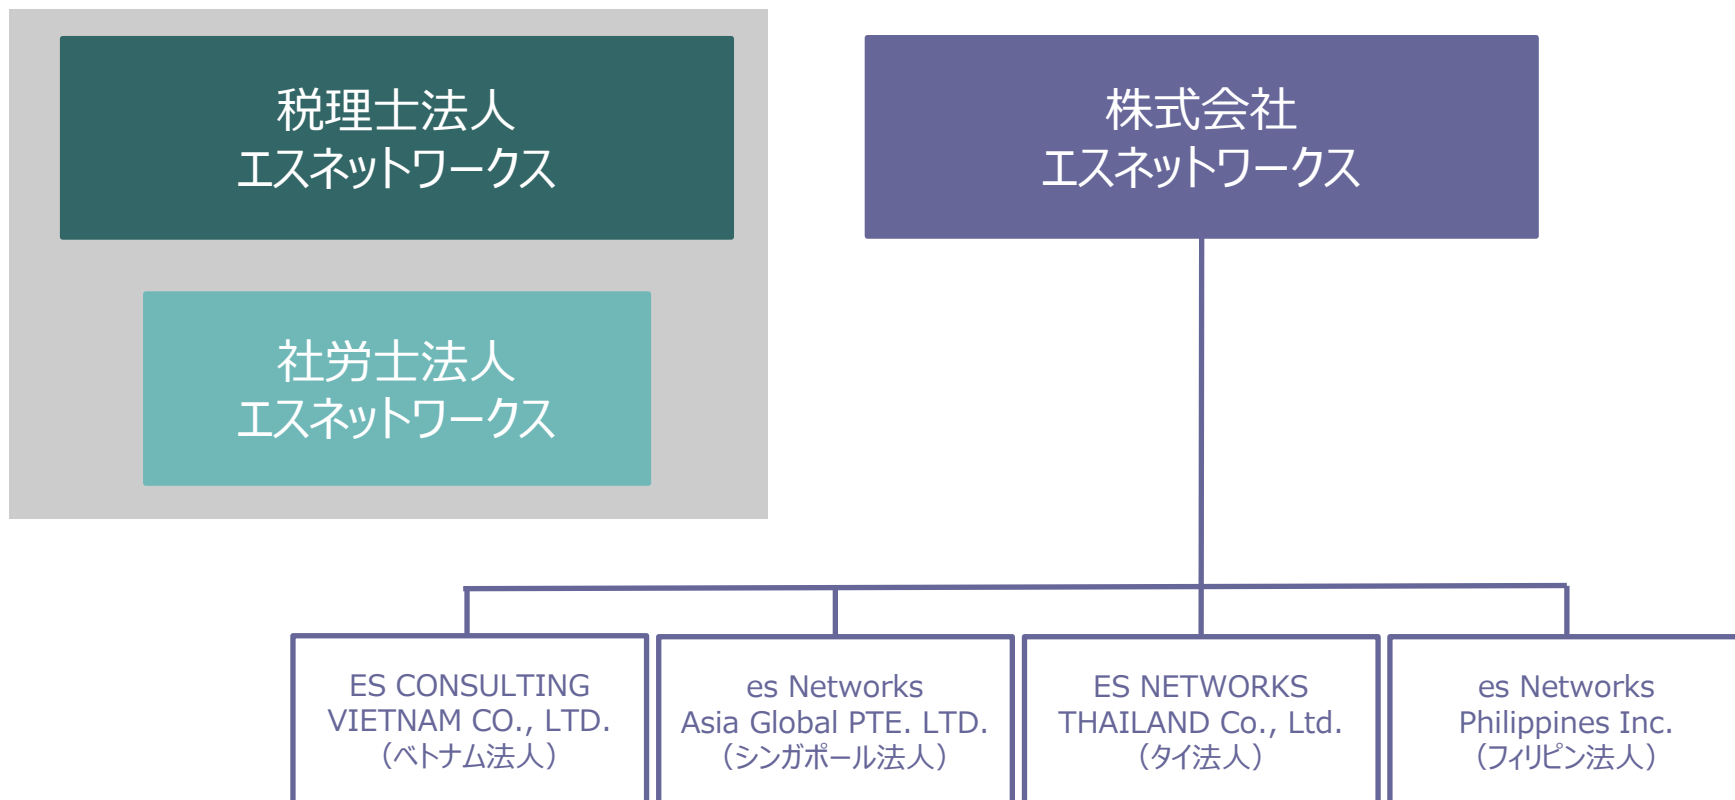 税理士法人
エスネットワークス
株式会社
エスネットワークス
社労士法人
エスネットワークス
ES CONSULTING
VIETNAM CO., LTD.
（ベトナム法人）
es Networks
Asia Global PTE. LTD.
（シンガポール法人）
ES NETWORKS
THAILAND Co., Ltd.
（タイ法人）
es Networks
Philippines Inc.
（フィリピン法人）